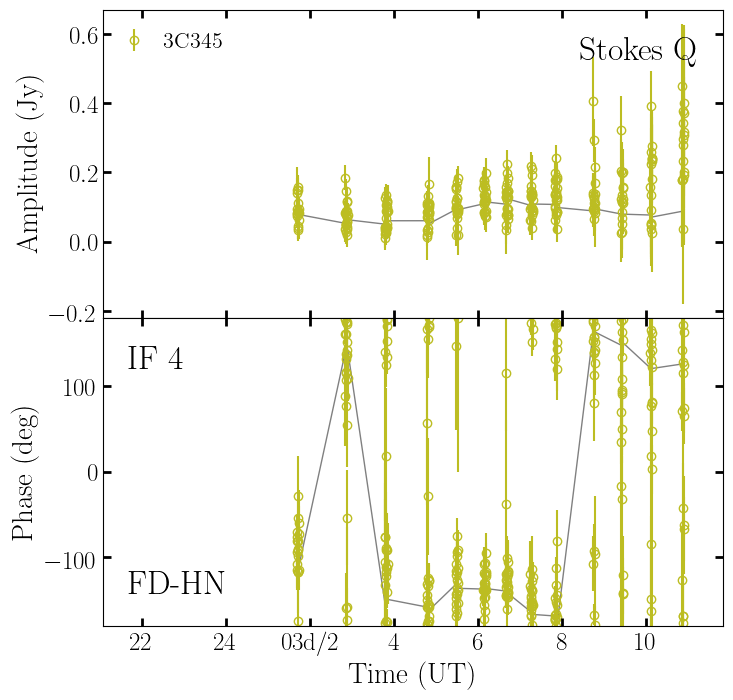 3C345
Stokes Q
Amplitude (Jy)
0.6
0.4
0.2
0.0
−0.2
IF 4
FD-HN
Phase (deg)
100
0
−100
22 24 03d/2 4 6 8 10
Time (UT)